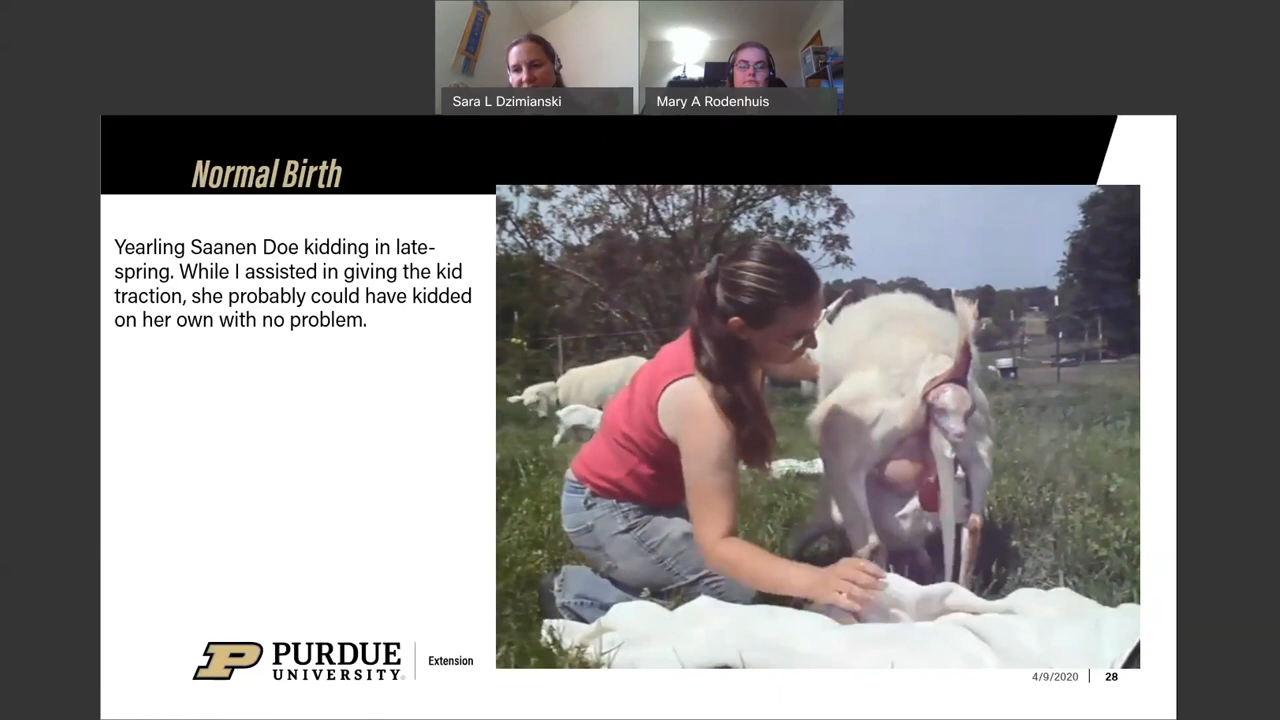 Sara L Dzimianski
Mary A Rodenhuis
Normal Birth
Yearling Saanen Doe kidding in late-
spring. While I assisted in giving the kid
traction, she probably could have kidded
on her own with no problem.
PURDUE
UNIVERSITY
Extension
4/9/2020
28